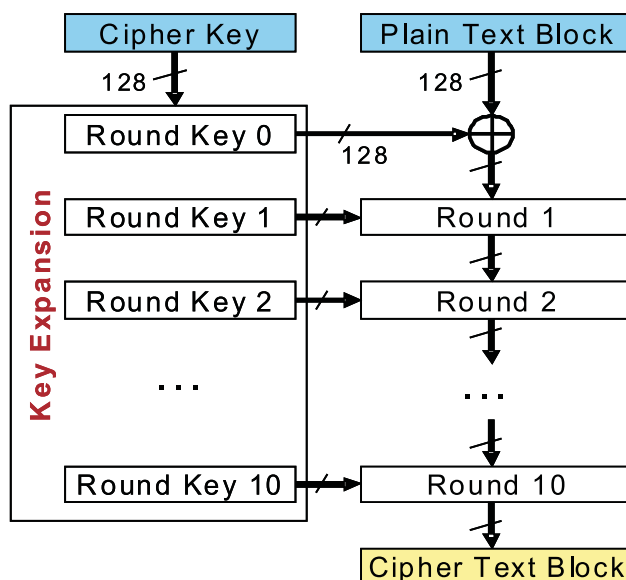 Cipher Key
Plain Text Block
128
128
Round Key 0
128
Round Key 1
Round 1
Round Key 2
Round 2
Key Expansion
...
...
Round Key 10
Round 10
Cipher Text Block